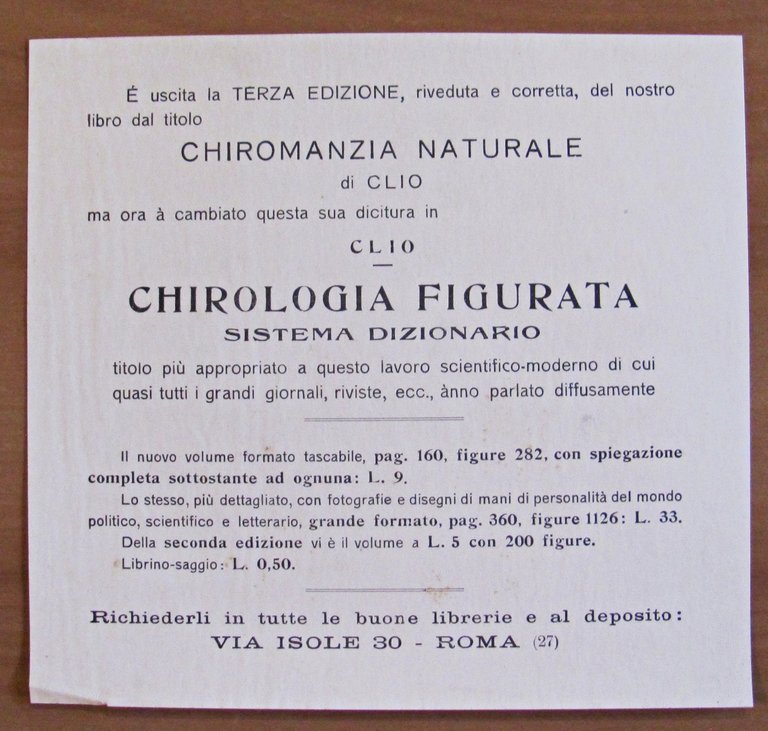 É uscita la TERZA EDIZIONE, riveduta e corretta, del nostro
libro dal titolo
CHIROMANZIA NATURALE
di CLIO
ma ora à cambiato questa sua dicitura in
CLIO
CHIROLOGIA FIGURATA
SISTEMA DIZIONARIO
titolo più appropriato a questo lavoro scientifico-moderno di cui
quasi tutti i grandi giornali, riviste, ecc., ànno parlato diffusamente
Il nuovo volume formato tascabile, pag. 160, figure 282, con spiegazione
completa sottostante ad ognuna: L. 9.
Lo stesso, più dettagliato, con fotografie e disegni di mani di personalità del mondo
politico, scientifico e letterario, grande formato, pag. 360, figure 1126: L. 33.
Della seconda edizione vi è il volume a L. 5 con 200 figure.
Librino-saggio: L. 0,50.
Richiederli in tutte le buone librerie e al deposito:
VIA ISOLE 30 - ROMA (27)